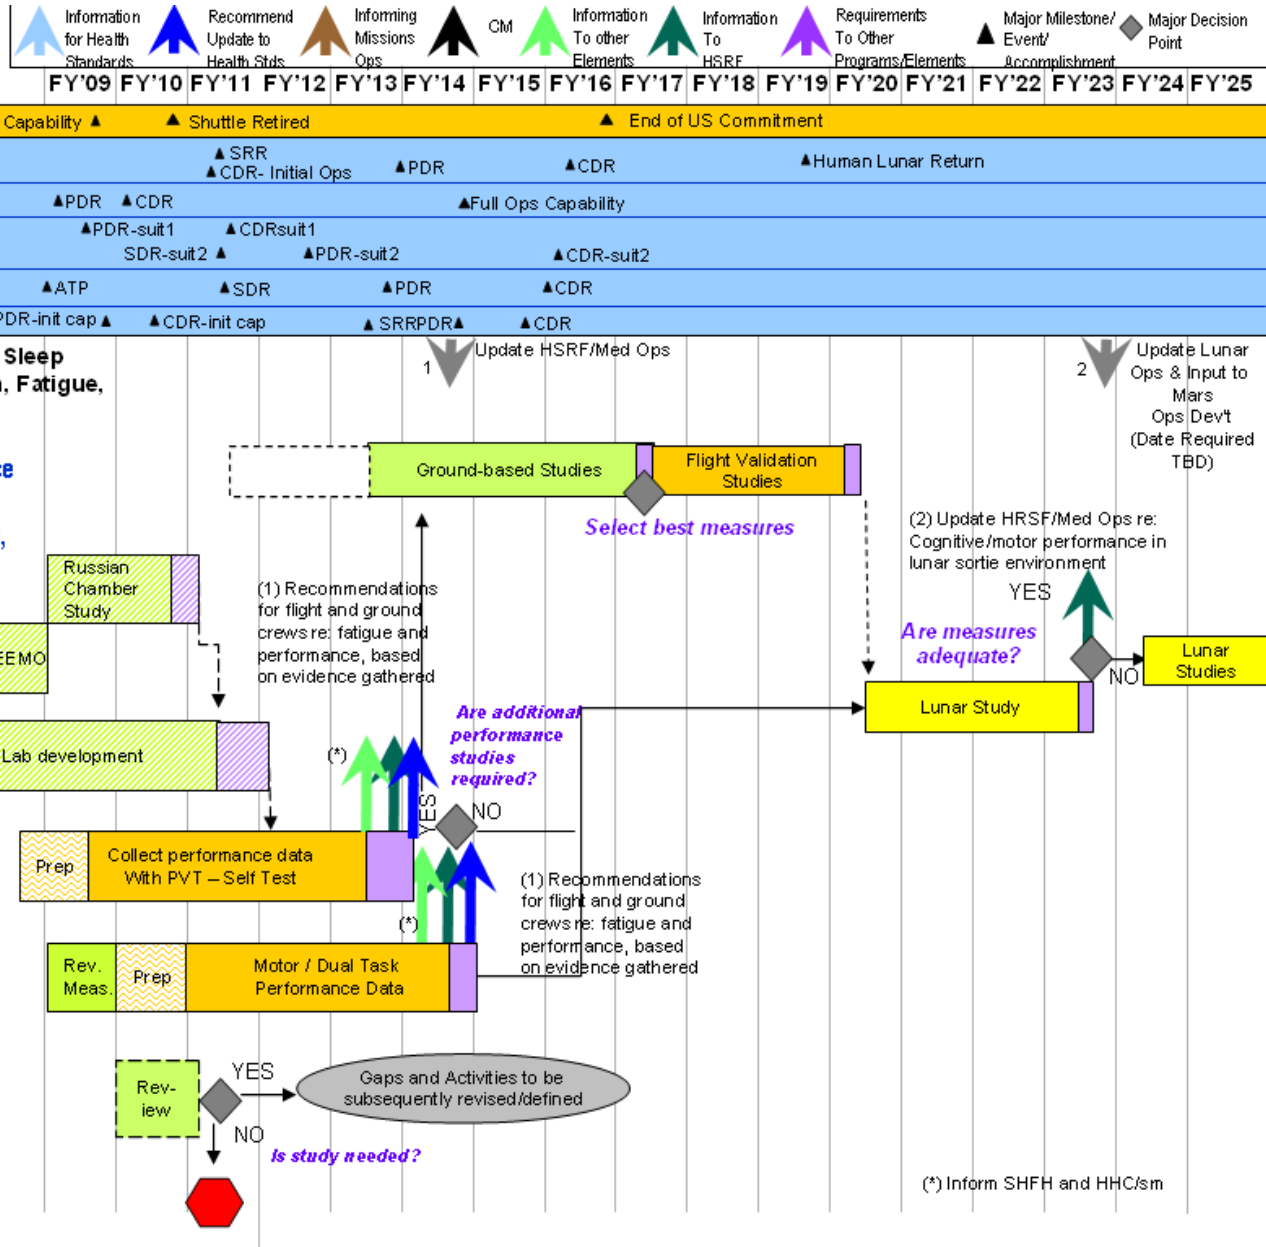 Information
for Health
Standards
Recommend
Update to
Health Stds
Informing
Missions
Ops
CM
Information
To other
Elements
Information
To
HSRF
Requirements
To Other
Programs/Elements
Major Milestone/
Event/
Accomplishment
Major Decision
Point
FY'09 FY'10 FY'11 FY'12 FY'13 FY'14 FY'15 FY'16 FY'17 FY'18 FY'19 FY'20 FY'21 FY'22 FY'23 FY'24 FY'25
Capability Shuttle Retired End of US Commitment
SRR
CDR- Initial Ops PDR CDR Human Lunar Return
PDR CDR Full Ops Capability
PDR-suit1 CDRsuit1
SDR-suit2 PDR-suit2 CDR-suit2
ATP SDR PDR CDR
PDR-init cap CDR-init cap SRR PDR CDR
Sleep
, Fatigue,
1 Update HSRF/Med Ops
2 Update Lunar
Ops & Input to
Mars
Ops Dev't
(Date Required
TBD)
ce
,
Ground-based Studies
Flight Validation
Studies
Select best measures
(2) Update HRSF/Med Ops re:
Cognitive/motor performance in
lunar sortie environment
YES
Russian
Chamber
Study
(1) Recommendations
for flight and ground
crews re: fatigue and
performance, based
on evidence gathered
Are measures
adequate?
NO
Lunar
Studies
EEMO
Lunar Study
Lab development
(*)
Are additional
performance
studies
required?
YES
NO
Prep
Collect performance data
With PVT – Self Test
(1) Recommendations
for flight and ground
crews re: fatigue and
performance, based
on evidence gathered
(*)
Rev.
Meas.
Prep
Motor / Dual Task
Performance Data
Rev-
iew
YES
Gaps and Activities to be
subsequently revised/defined
NO
Is study needed?
(*) Inform SHFH and HHC/sm